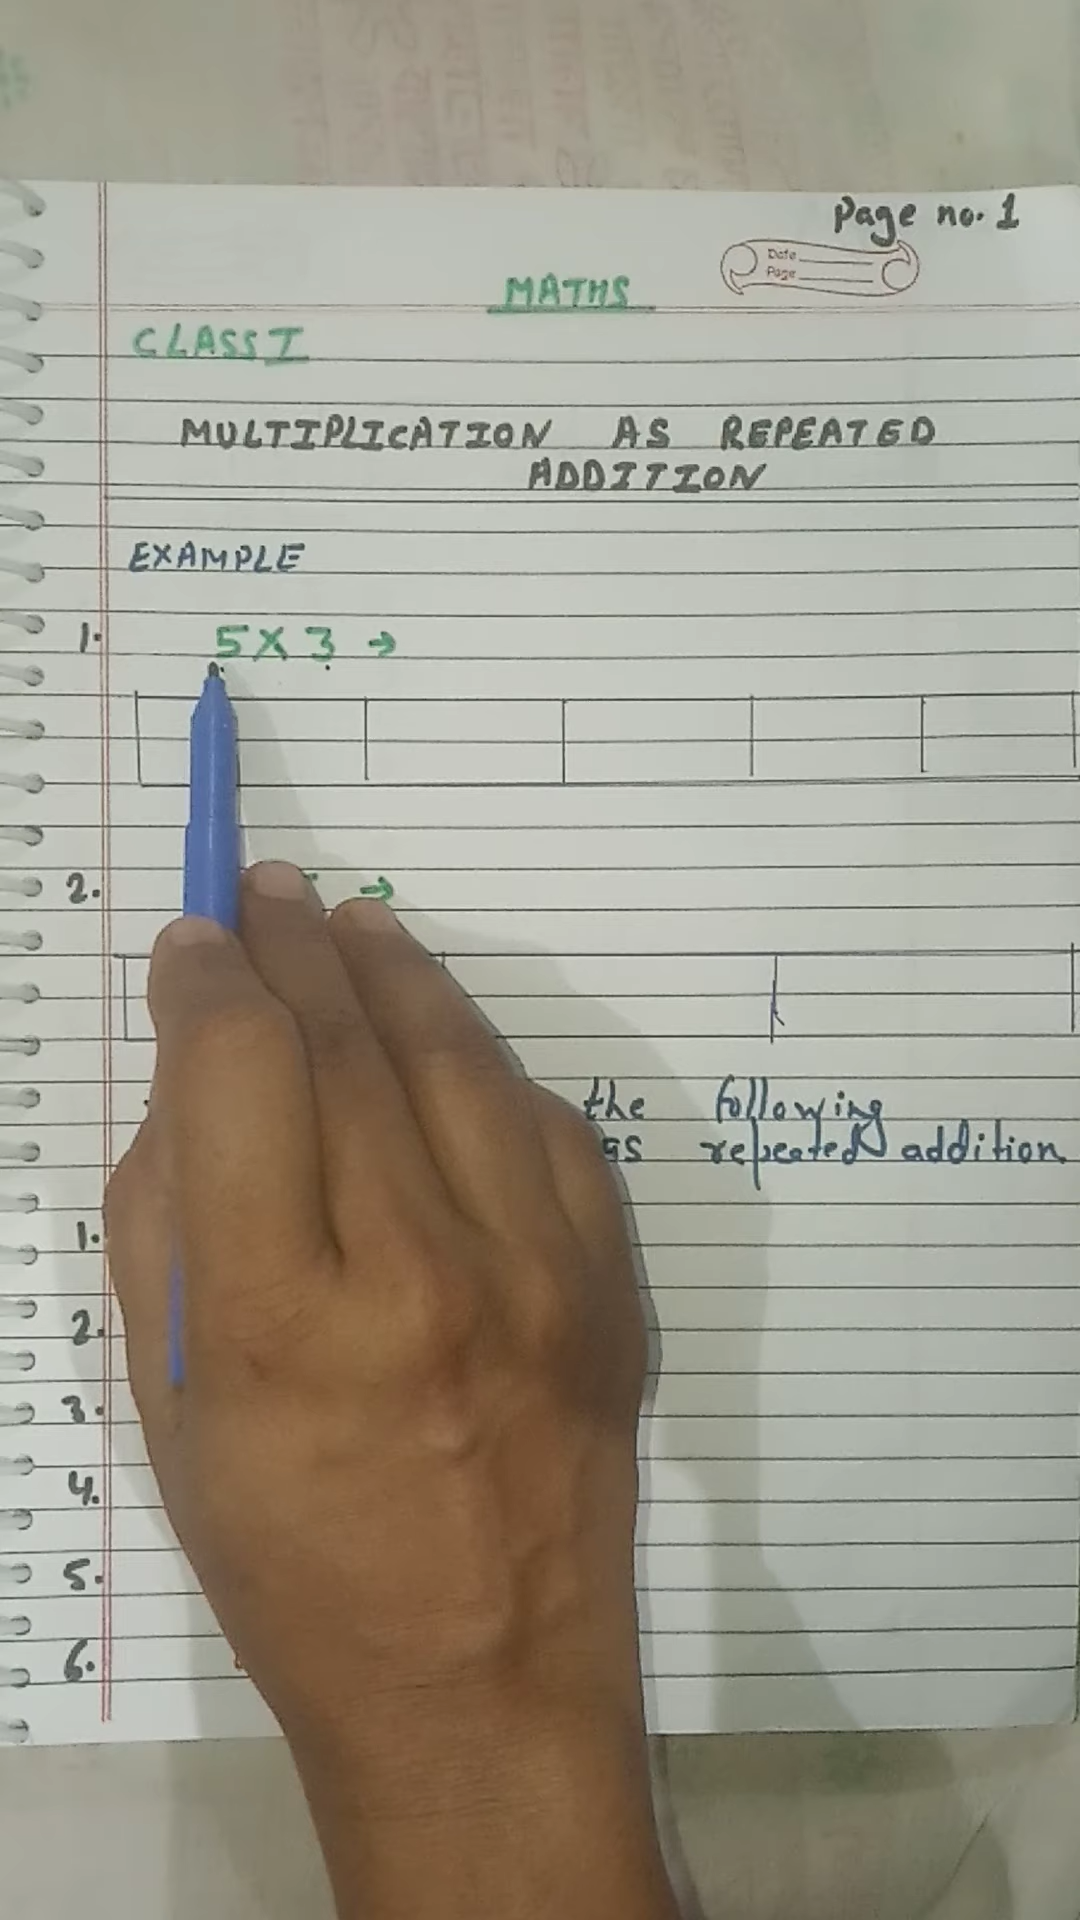 Page no. 1
Date
Page
MATHS
CLASS I
MULTIPLICATION AS REPEATED
ADDITION
EXAMPLE
1. 5 X 3 →
2. →
the following
as repeated addition
1.
2.
3.
4.
5.
6.